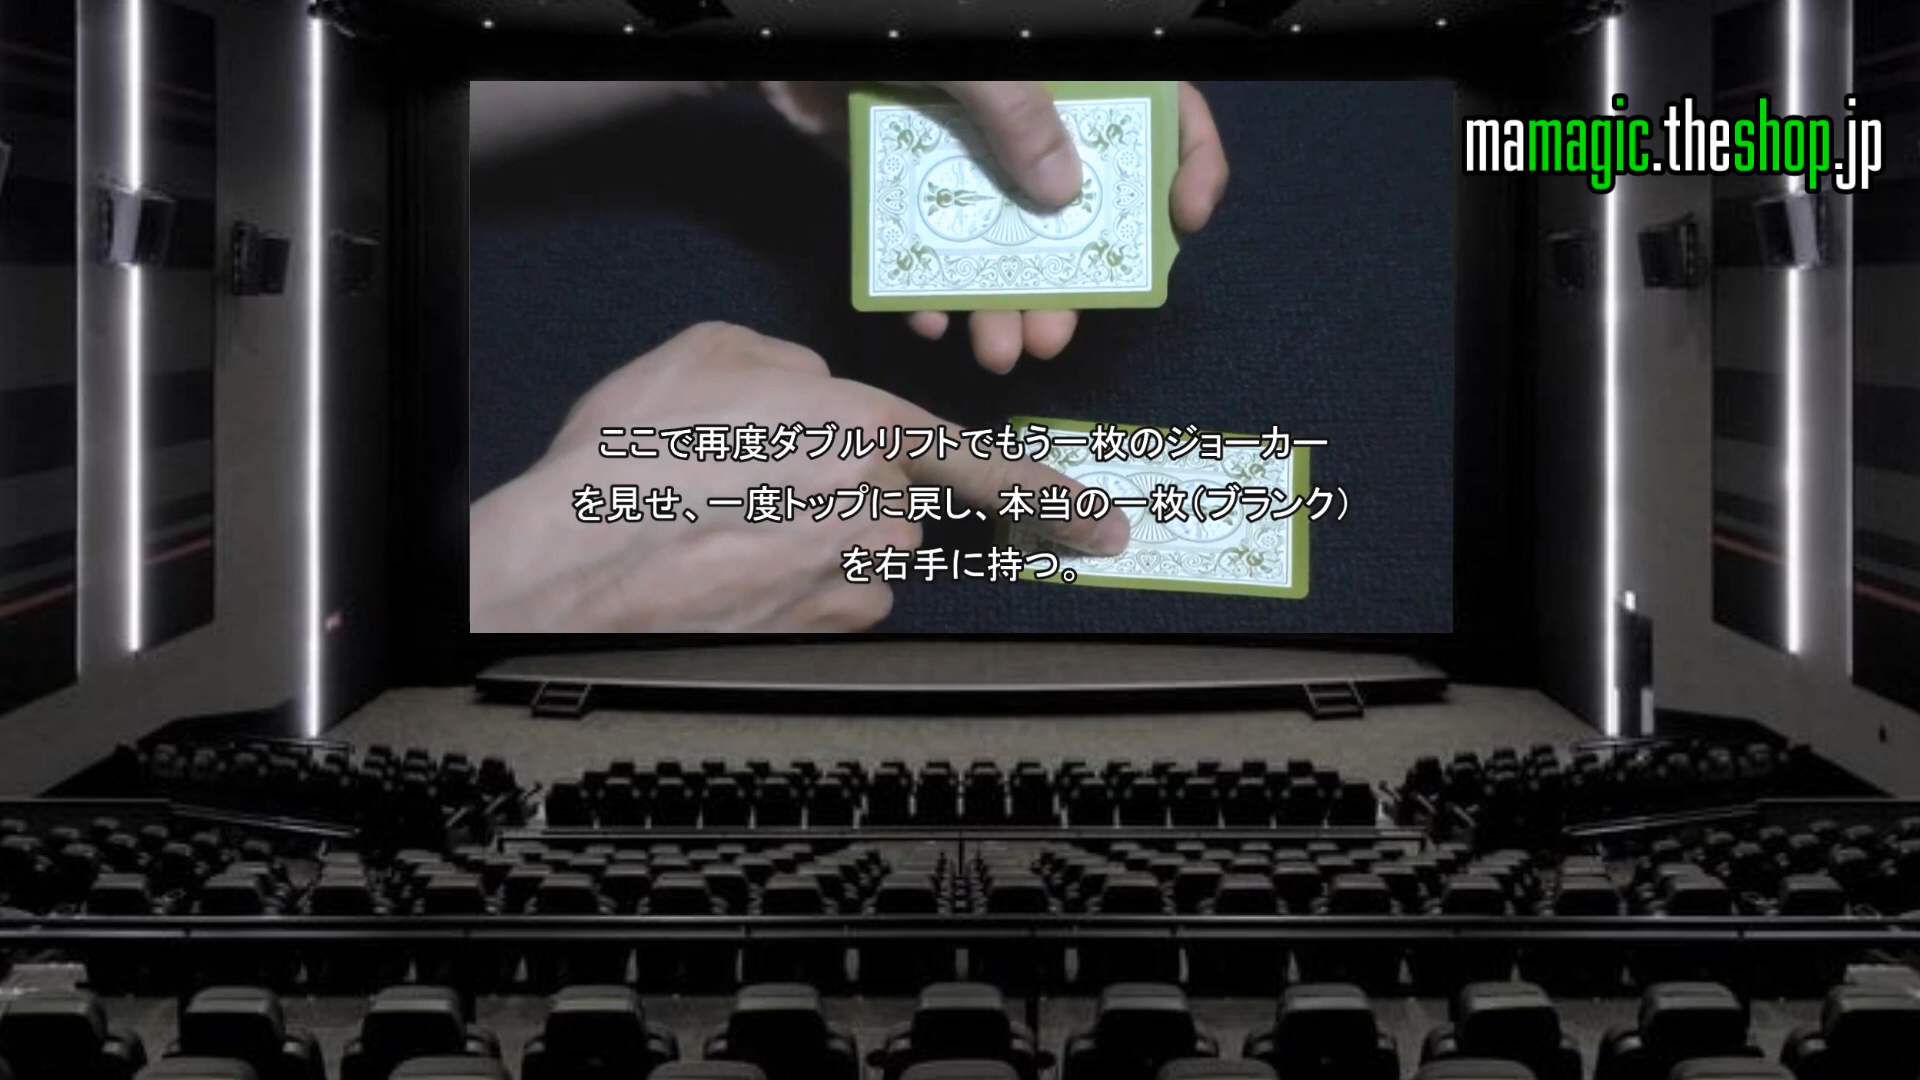 mamagic.theshop.jp
ここで再度ダブルリフトでもう一枚のジョーカー
を見せ、一度トップに戻し、本当の一枚(ブランク)
を右手に持つ。